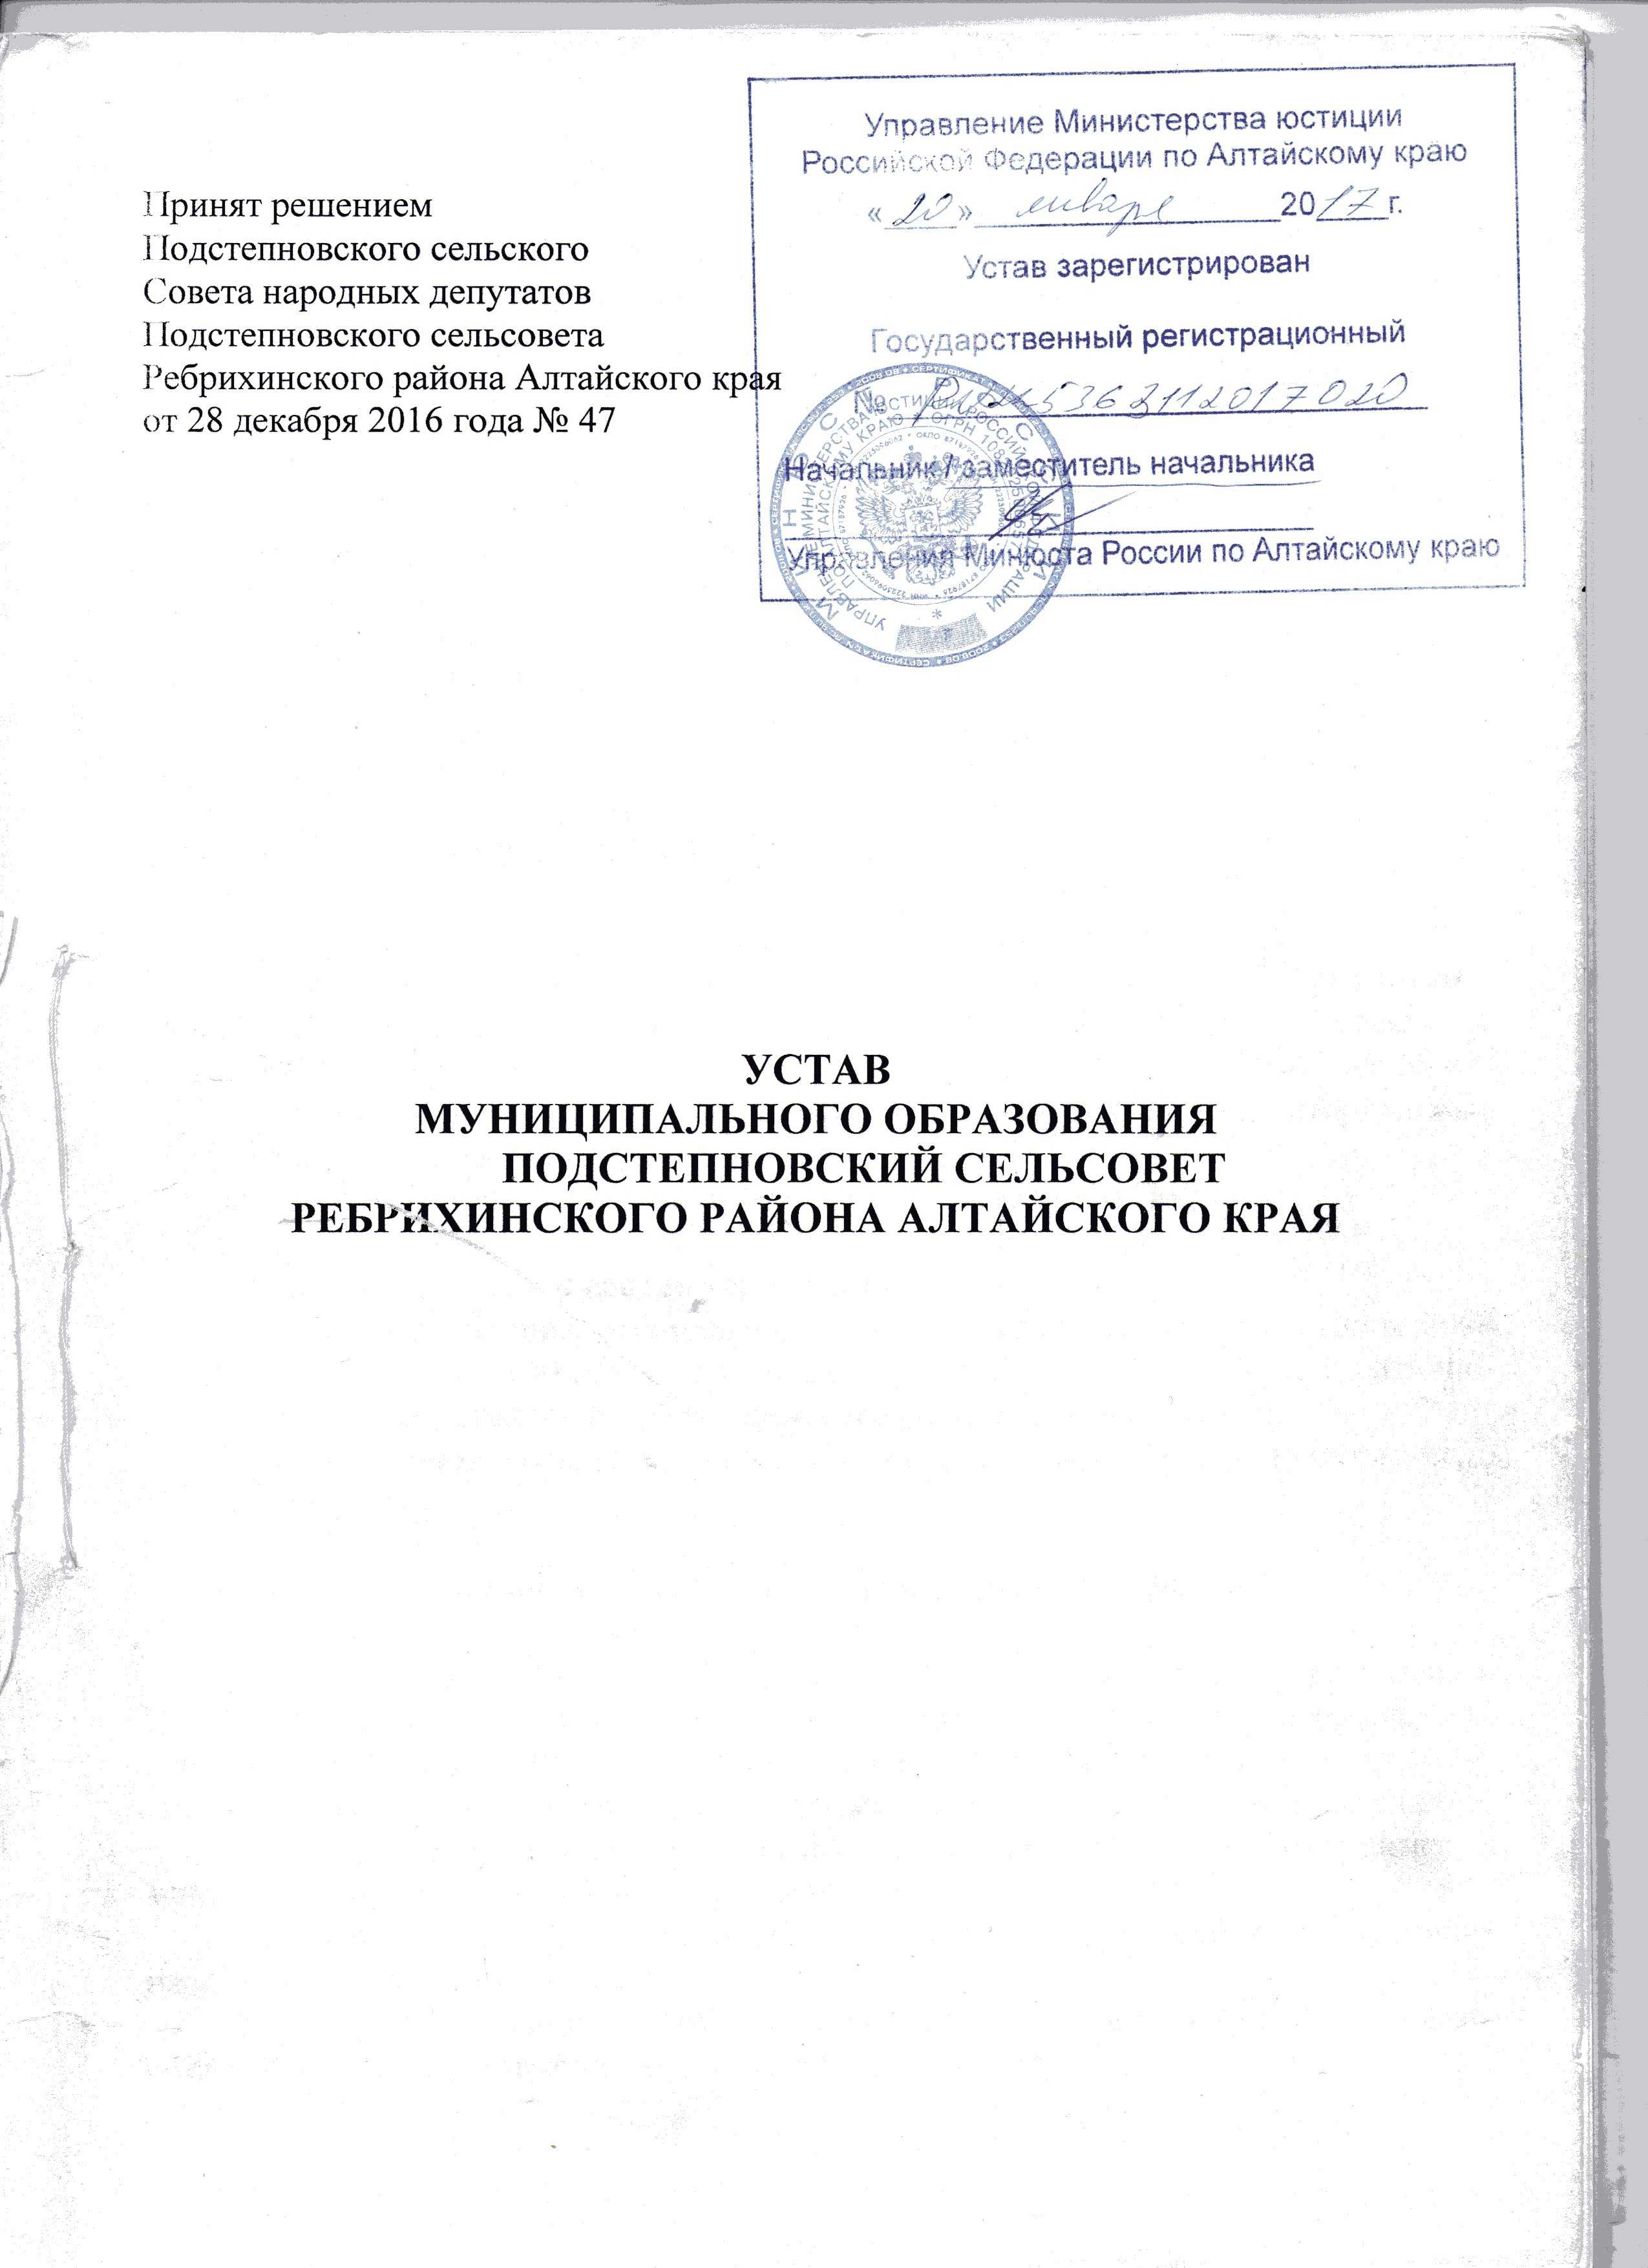 Принят решением
Подстепновского сельского
Совета народных депутатов
Подстепновского сельсовета
Ребрихинского района Алтайского края
от 28 декабря 2016 года № 47
Управление Министерства юстиции
Российской Федерации по Алтайскому краю
«20» января 2017 г.
Устав зарегистрирован
Государственный регистрационный
№ 5363112017020
Начальник / заместитель начальника
Управления Минюста России по Алтайскому краю
УСТАВ
МУНИЦИПАЛЬНОГО ОБРАЗОВАНИЯ
ПОДСТЕПНОВСКИЙ СЕЛЬСОВЕТ
РЕБРИХИНСКОГО РАЙОНА АЛТАЙСКОГО КРАЯ